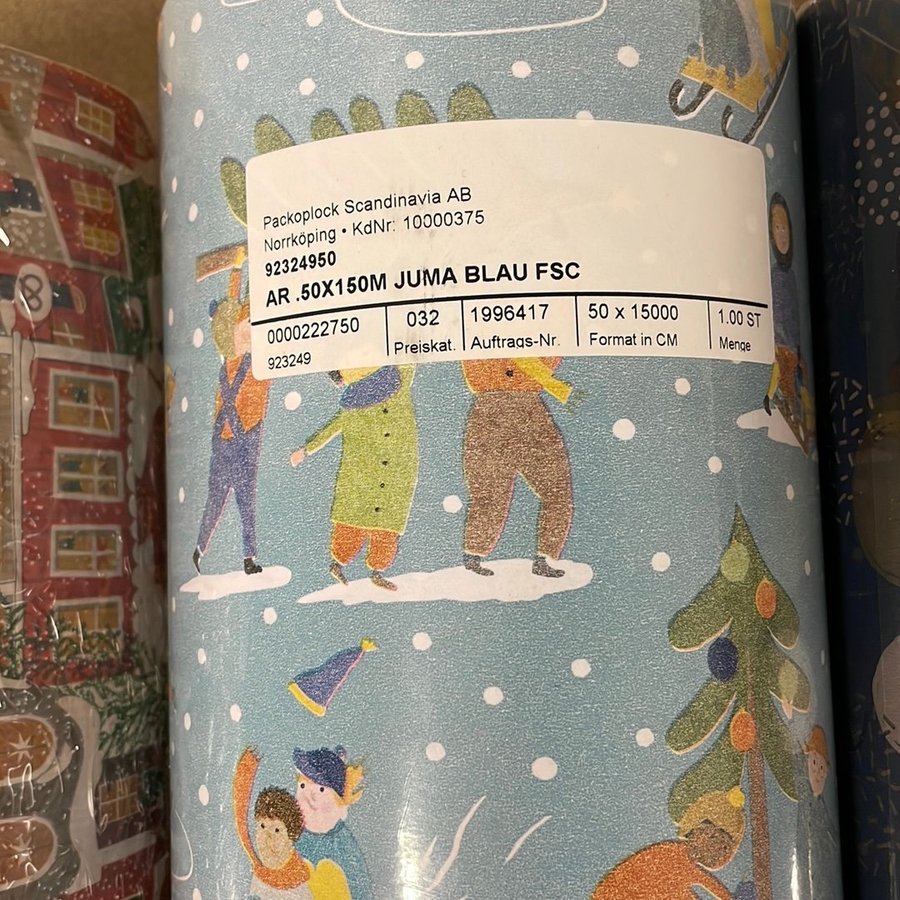 Packoplock Scandinavia AB
Norrköping • KdNr: 10000375
92324950
AR .50X150M JUMA BLAU FSC
0000222750 032 1996417 50 x 15000 1.00 ST
923249 Preiskat. Auftrags-Nr. Format in CM Menge